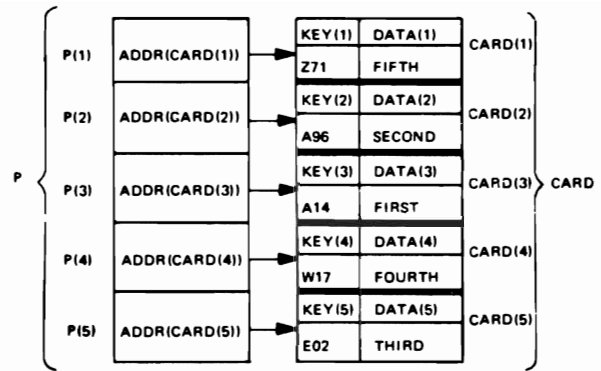 KEY(1) DATA(1)
P(1) ADDR(CARD(1)) CARD(1)
Z71 FIFTH
KEY(2) DATA(2)
P(2) ADDR(CARD(2)) CARD(2)
A96 SECOND
KEY(3) DATA(3)
P P(3) ADDR(CARD(3)) CARD(3) CARD
A14 FIRST
KEY(4) DATA(4)
P(4) ADDR(CARD(4)) CARD(4)
W17 FOURTH
KEY(5) DATA(5)
P(5) ADDR(CARD(5)) CARD(5)
E02 THIRD